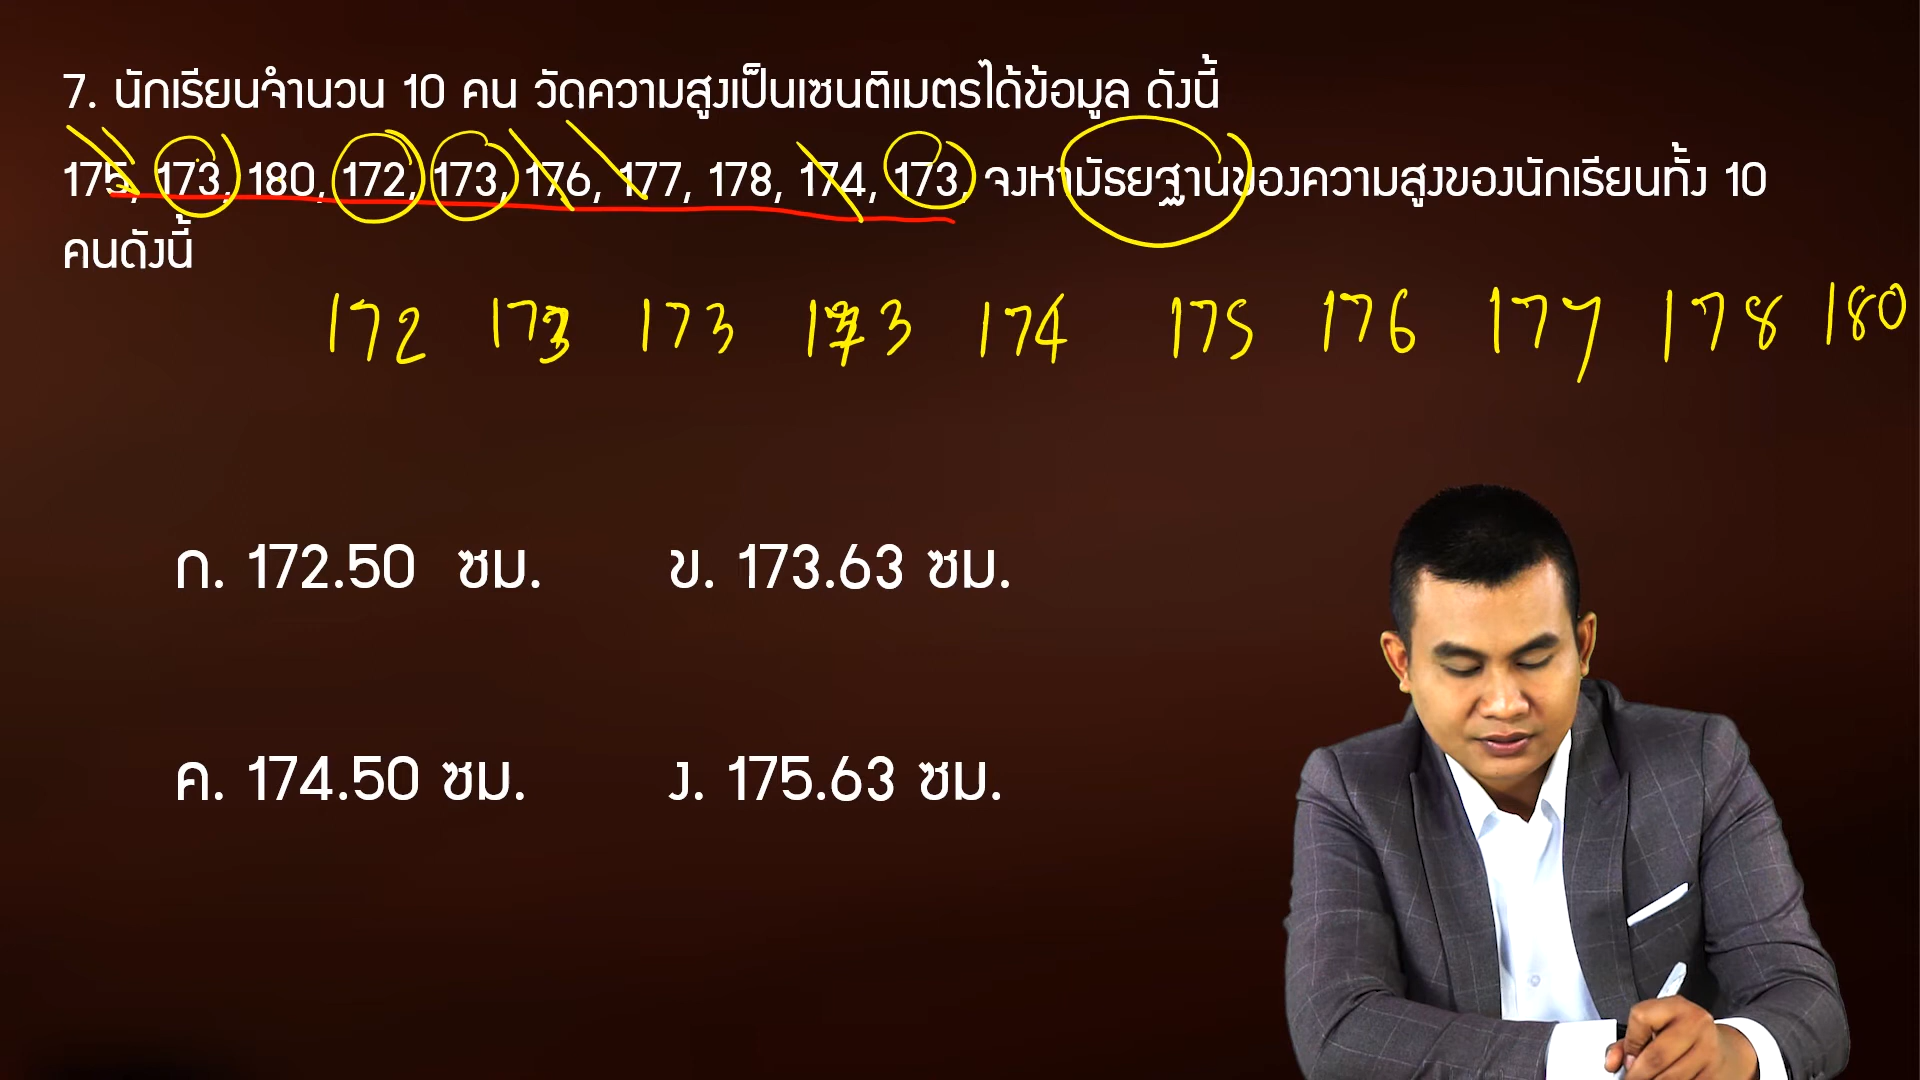 7. นักเรียนจำนวน 10 คน วัดความสูงเป็นเซนติเมตรได้ข้อมูล ดังนี้
175, 173, 180, 172, 173, 176, 177, 178, 174, 173, จงหามัธยฐานของความสูงของนักเรียนทั้ง 10
คนดังนี้
172 173 173 173 174 175 176 177 178 180
ก. 172.50 ซม. ข. 173.63 ซม.
ค. 174.50 ซม. ง. 175.63 ซม.